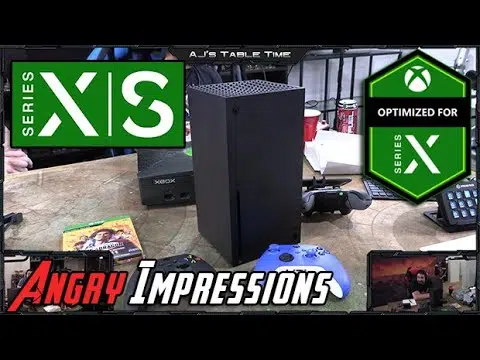 AJ's Table Time
SERIES
X|S
OPTIMIZED FOR
SERIES
X
XBOX
Angry Impressions